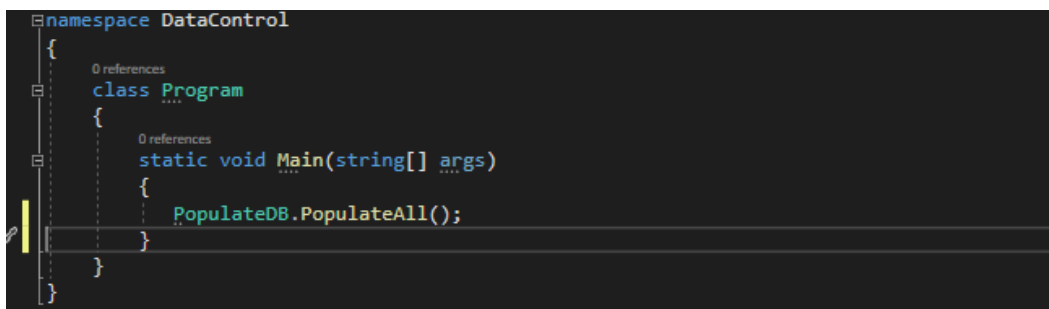 namespace DataControl
{
0 references
class Program
{
0 references
static void Main(string[] args)
{
PopulateDB.PopulateAll();
}
}
}